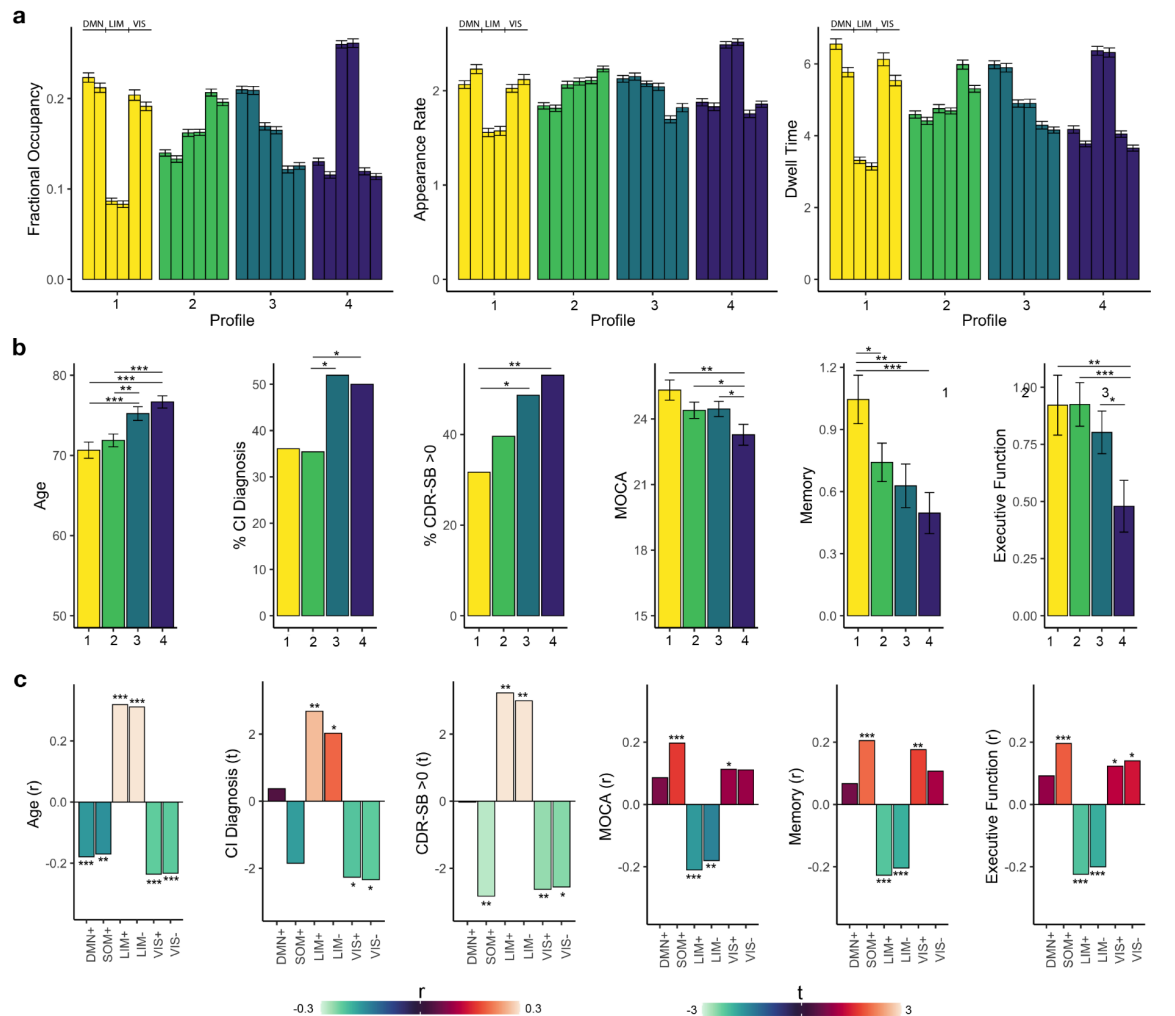 a
DMN LIM VIS
Fractional Occupancy
0.2
0.1
0.0
1 2 3 4
Profile
DMN LIM VIS
Appearance Rate
2
1
0
1 2 3 4
Profile
DMN LIM VIS
Dwell Time
6
4
2
0
1 2 3 4
Profile
b
Age
80
70
60
50
***
***
**
***
1 2 3 4
% CI Diagnosis
50
40
30
20
10
0
*
*
1 2 3 4
% CDR-SB >0
40
20
0
**
*
1 2 3 4
MOCA
24
21
18
15
**
*
*
1 2 3 4
Memory
1.2
0.9
0.6
0.3
0.0
*
**
***
1
1 2 3 4
Executive Function
1.00
0.75
0.50
0.25
0.00
**
***
*
2 3
1 2 3 4
c
Age (r)
0.2
0.0
-0.2
*** ***
*** ** *** ***
DMN+ SOM+ LIM+ LIM- VIS+ VIS-
CI Diagnosis (t)
2
0
-2
** *
* *
DMN+ SOM+ LIM+ LIM- VIS+ VIS-
CDR-SB >0 (t)
2
0
-2
** **
** ** *
DMN+ SOM+ LIM+ LIM- VIS+ VIS-
MOCA (r)
0.2
0.0
-0.2
*** *
*** **
DMN+ SOM+ LIM+ LIM- VIS+ VIS-
Memory (r)
0.2
0.0
-0.2
*** **
*** ***
DMN+ SOM+ LIM+ LIM- VIS+ VIS-
Executive Function (r)
0.2
0.0
-0.2
*** * *
*** ***
DMN+ SOM+ LIM+ LIM- VIS+ VIS-
r
-0.3 0.3
t
-3 3